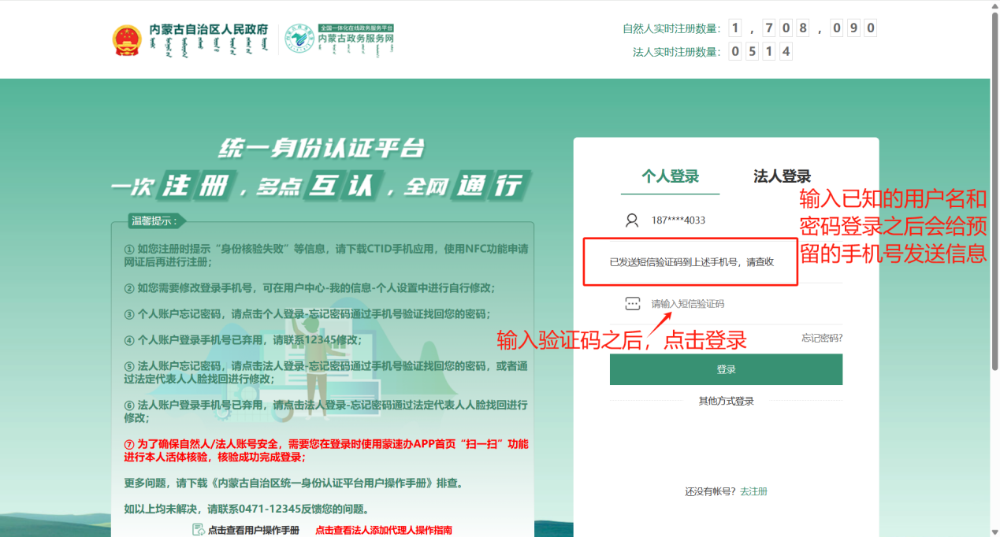 内蒙古自治区人民政府
全国一体化在线政务服务平台
内蒙古政务服务网
自然人实时注册数量： 1,708,090
法人实时注册数量： 0514
统一身份认证平台
一次注册，多点互认，全网通行
温馨提示：
① 如您注册时提示“身份核验失败”等信息，请下载CTID手机应用，使用NFC功能申请
网证后再进行注册；
② 如您需要修改登录手机号，可在用户中心-我的信息-个人设置中进行自行修改；
③ 个人账户忘记密码，请点击个人登录-忘记密码通过手机号验证找回您的密码；
④ 个人账户登录手机号已弃用，请联系12345修改；
⑤ 法人账户忘记密码，请点击法人登录-忘记密码通过手机号验证找回您的密码，或者通
过法定代表人人脸找回进行修改；
⑥ 法人账户登录手机号已弃用，请点击法人登录-忘记密码通过法定代表人人脸找回进行
修改；
⑦ 为了确保自然人/法人账号安全，需要您在登录时使用蒙速办APP首页“扫一扫”功能
进行本人活体核验，核验成功完成登录；
更多问题，请下载《内蒙古自治区统一身份认证平台用户操作手册》排查。
如以上均未解决，请联系0471-12345反馈您的问题。
点击查看用户操作手册 点击查看法人添加代理人操作指南
个人登录 法人登录
187****4033
已发送短信验证码到上述手机号，请查收
请输入短信验证码
忘记密码?
登录
其他方式登录
还没有帐号? 去注册
输入已知的用户名和
密码登录之后会给预
留的手机号发送信息
输入验证码之后，点击登录